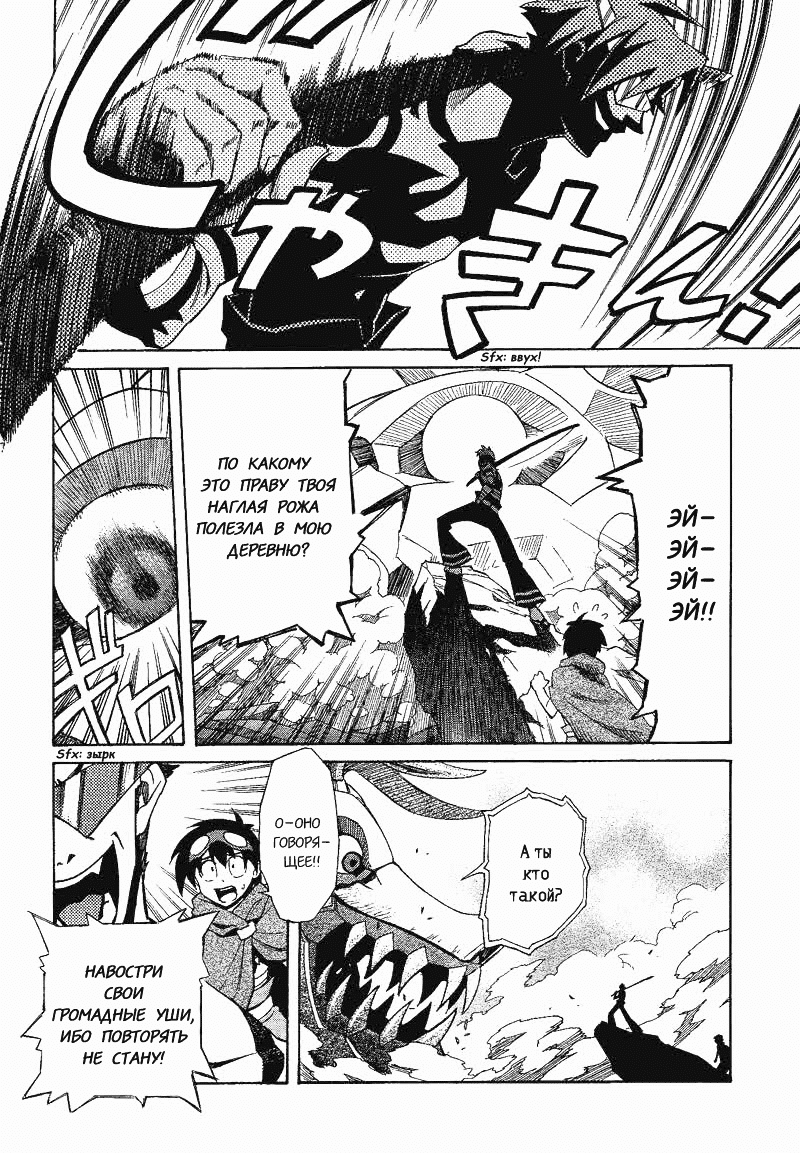 じゃきん!
Sfx: ввух!
ЭЙ-
ЭЙ-
ЭЙ-
ЭЙ!!
ПО КАКОМУ
ЭТО ПРАВУ ТВОЯ
НАГЛАЯ РОЖА
ПОЛЕЗЛА В МОЮ
ДЕРЕВНЮ?
ギロ
Sfx: зырк
А ты
кто
такой?
О-ОНО
ГОВОРЯ-
ЩЕЕ!!
НАВОСТРИ
СВОИ
ГРОМАДНЫЕ УШИ,
ИБО ПОВТОРЯТЬ
НЕ СТАНУ!